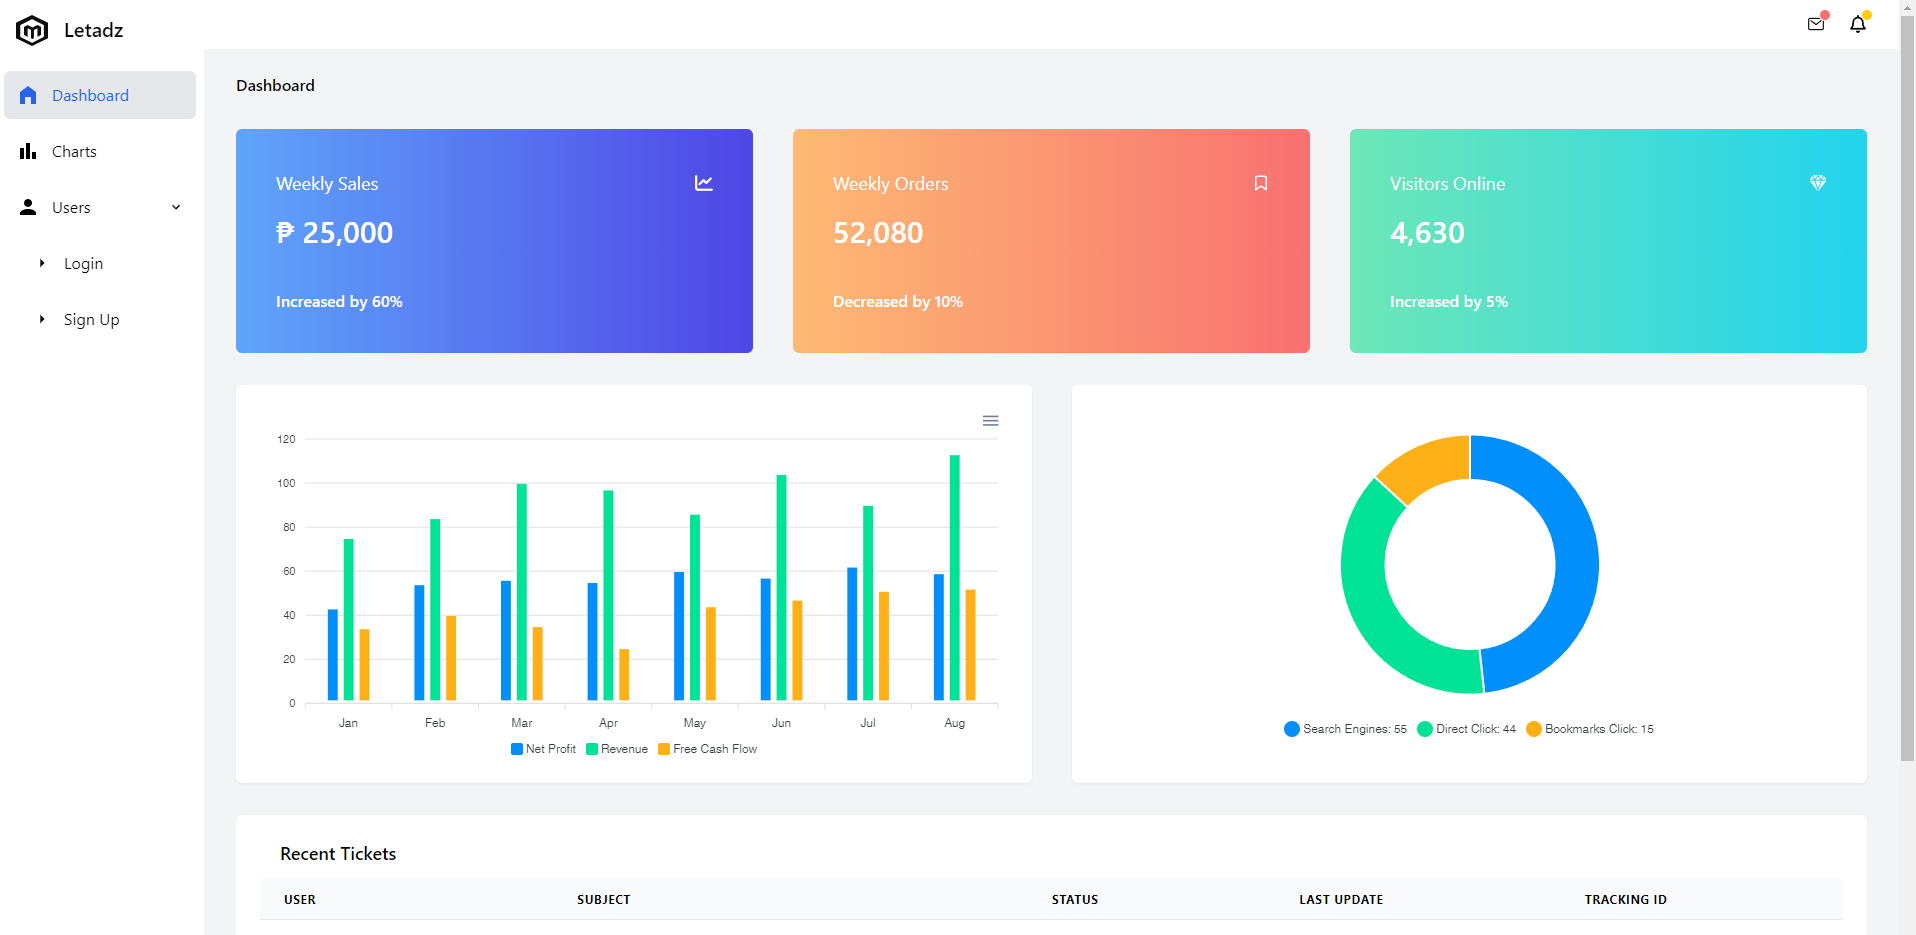 Letadz
Dashboard
Charts
Users
Login
Sign Up
Dashboard
Weekly Sales
₱ 25,000
Increased by 60%
Weekly Orders
52,080
Decreased by 10%
Visitors Online
4,630
Increased by 5%
120
100
80
60
40
20
0
Jan Feb Mar Apr May Jun Jul Aug
Net Profit Revenue Free Cash Flow
Search Engines: 55 Direct Click: 44 Bookmarks Click: 15
Recent Tickets
USER SUBJECT STATUS LAST UPDATE TRACKING ID